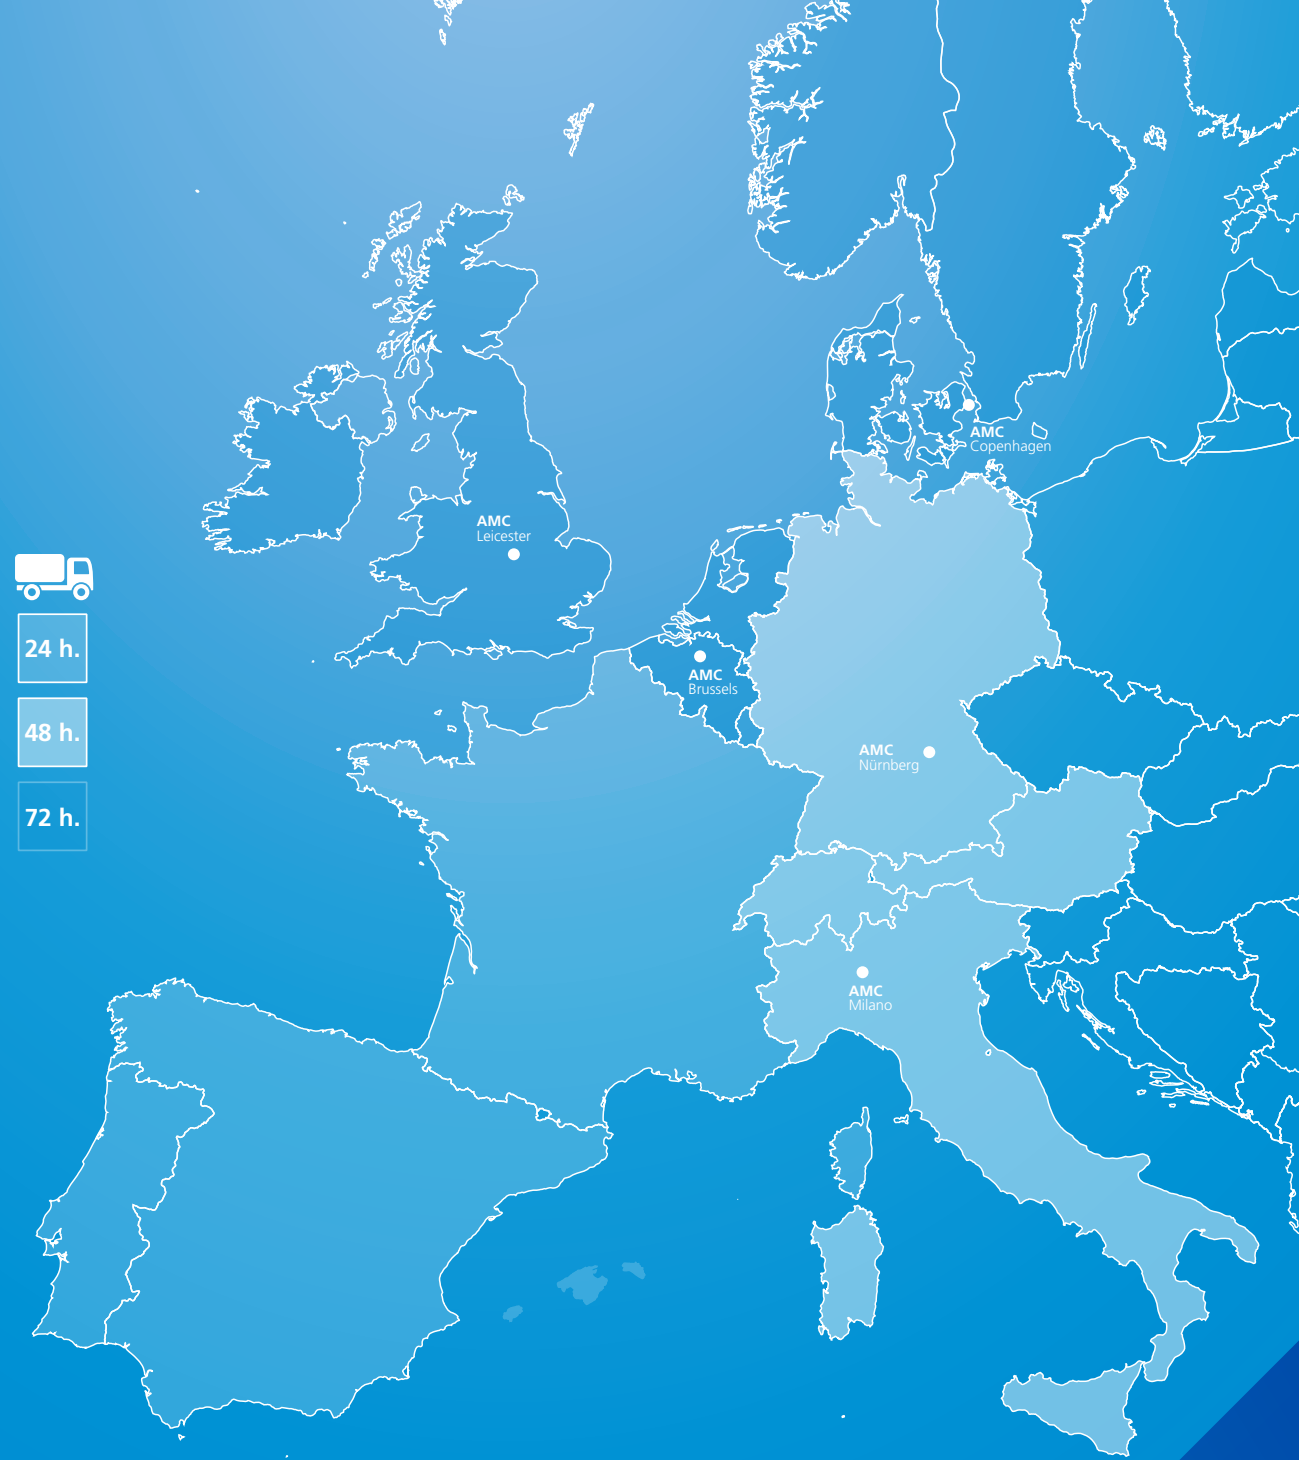 AMC
Copenhagen
AMC
Leicester
24 h.
AMC
Brussels
48 h.
AMC
Nürnberg
72 h.
AMC
Milano